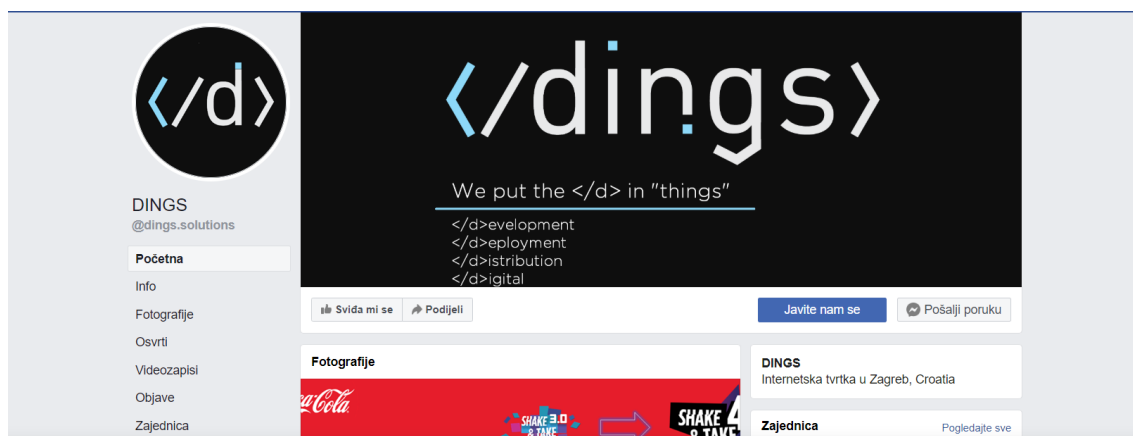 </d>
DINGS
@dings.solutions
Početna
Info
Fotografije
Osvrti
Videozapisi
Objave
Zajednica
</dings>
We put the </d> in "things"
</d>evelopment
</d>eployment
</d>istribution
</d>igital
Sviđa mi se
Podijeli
Javite nam se
Pošalji poruku
Fotografije
Cola
SHAKE 3.0
& TAKE
SHAKE 4
& TAKE
DINGS
Internetska tvrtka u Zagreb, Croatia
Zajednica
Pogledajte sve